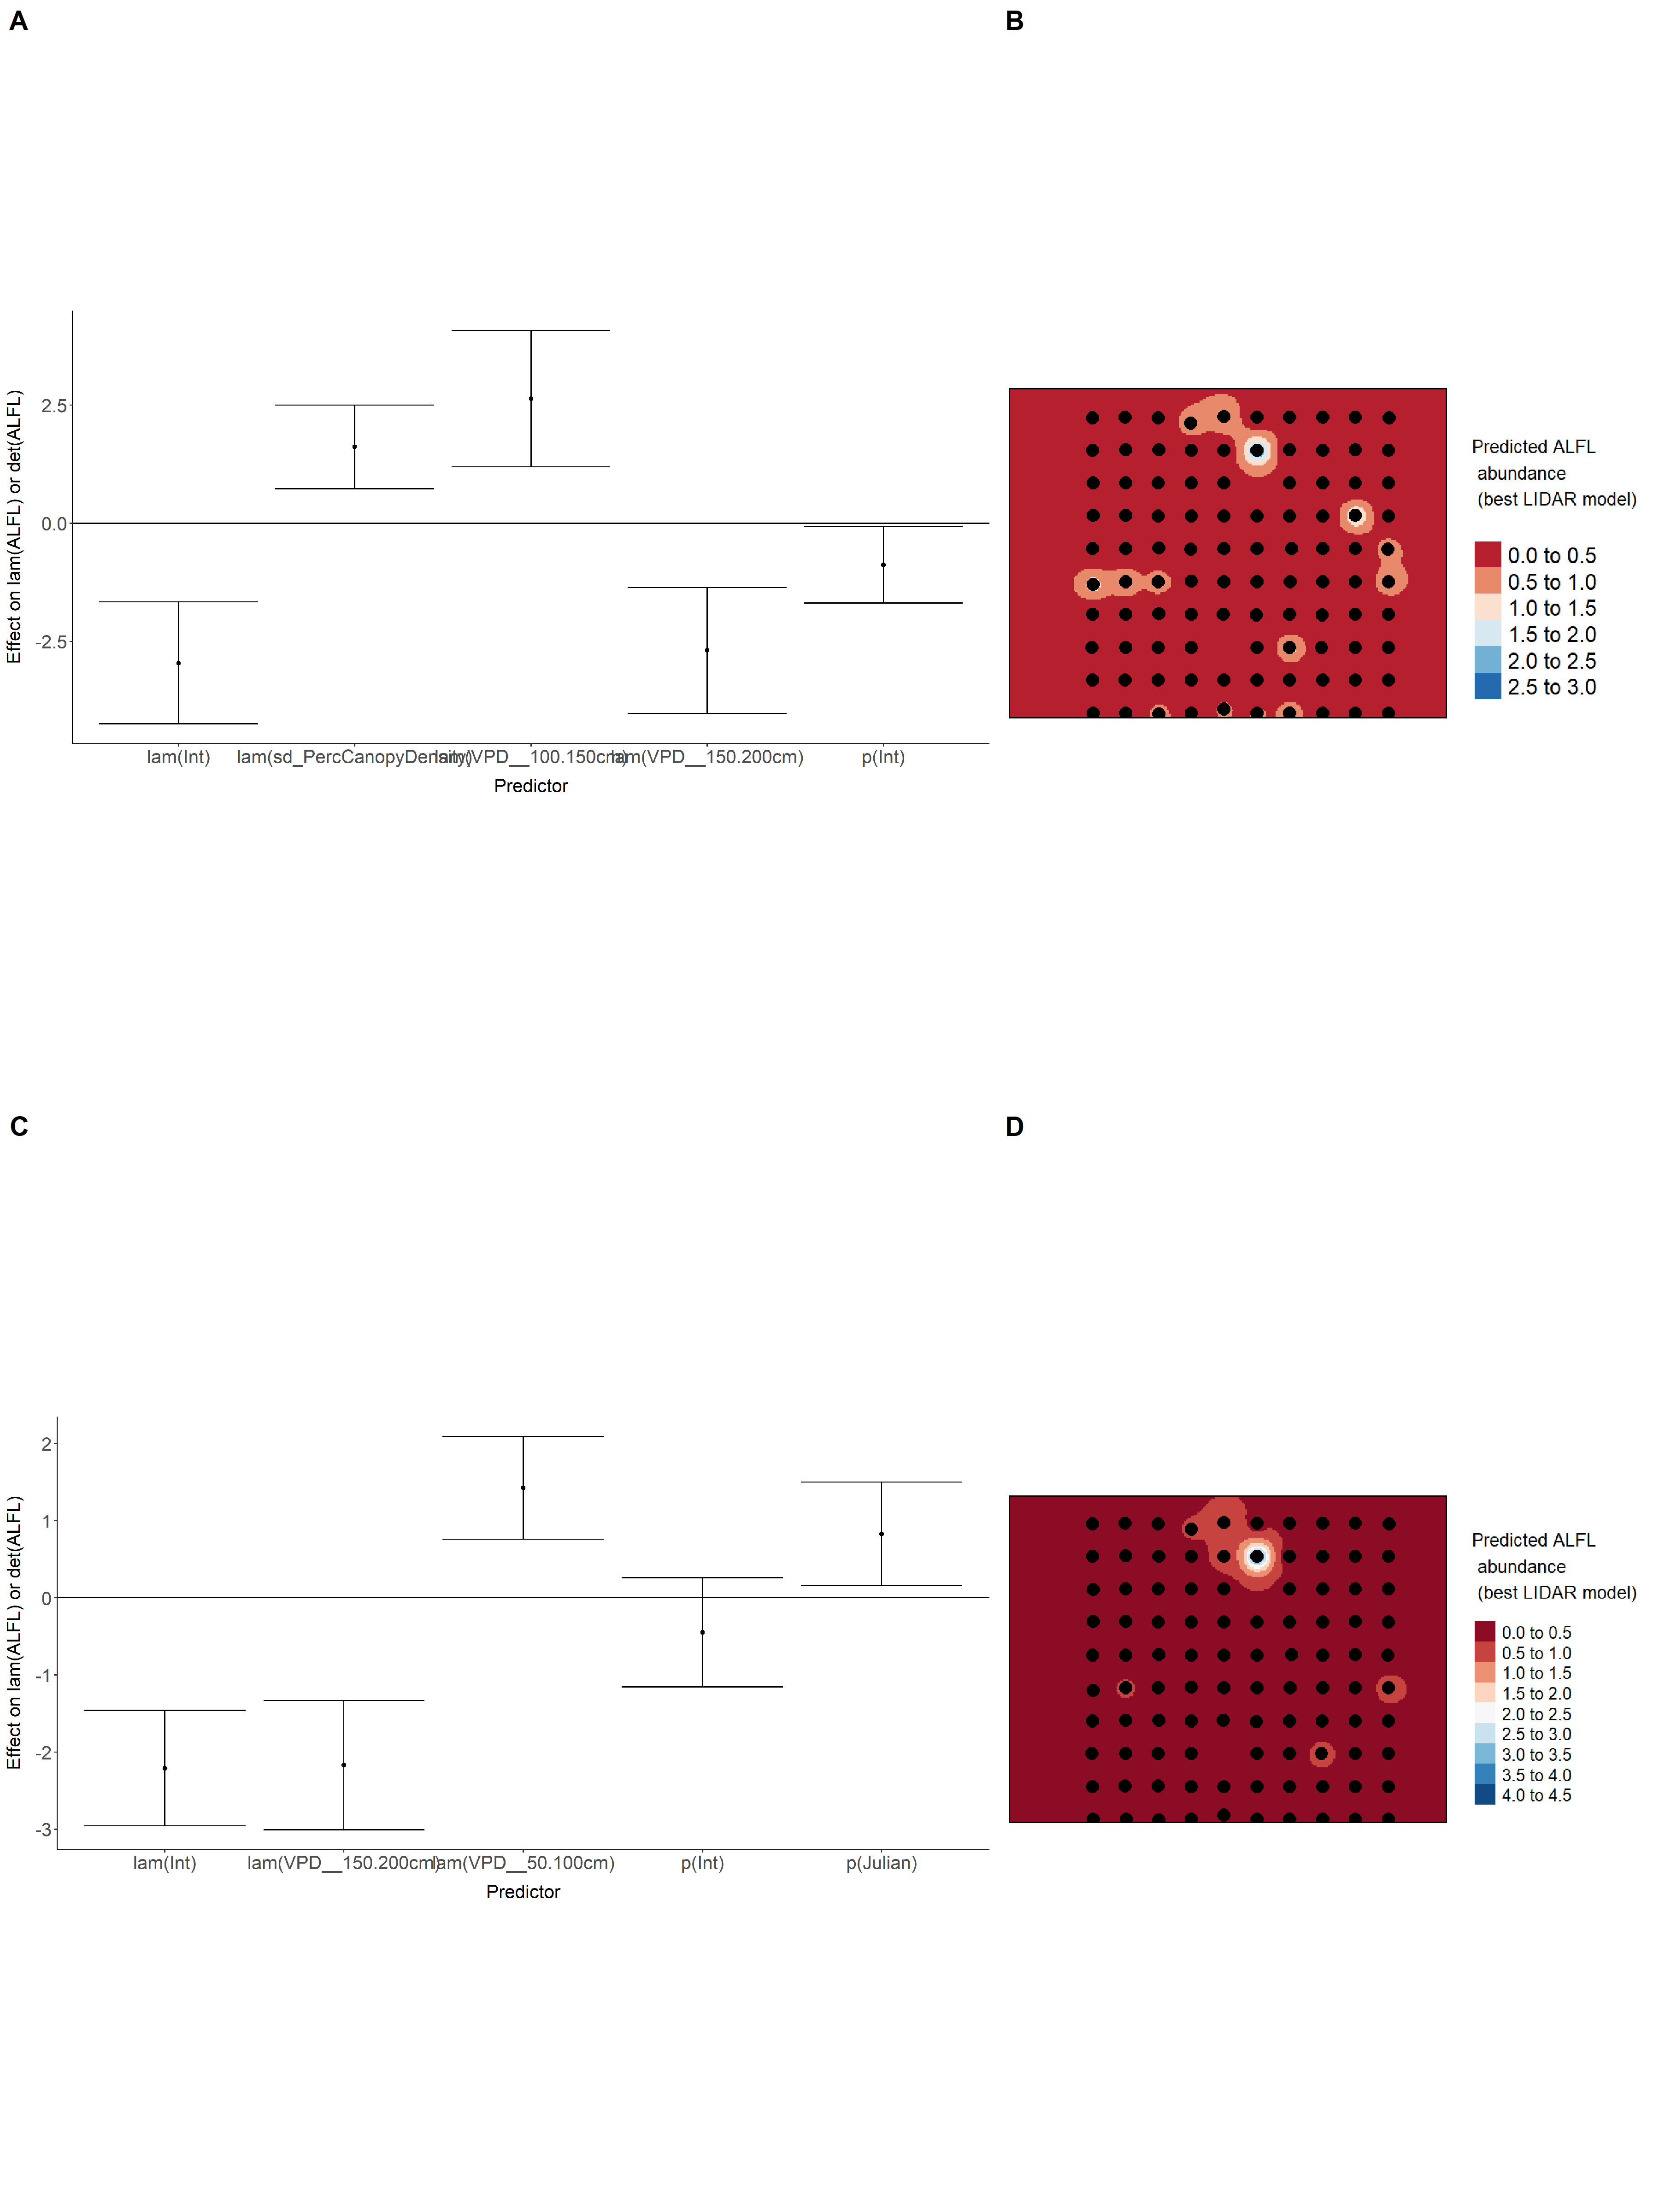 A
B
Effect on lam(ALFL) or det(ALFL)
2.5
0.0
-2.5
lam(Int)
lam(sd_PercCanopyDensity)
lam(VPD__100.150cm)
lam(VPD__150.200cm)
p(Int)
Predictor
Predicted ALFL
abundance
(best LIDAR model)
0.0 to 0.5
0.5 to 1.0
1.0 to 1.5
1.5 to 2.0
2.0 to 2.5
2.5 to 3.0
C
D
Effect on lam(ALFL) or det(ALFL)
2
1
0
-1
-2
-3
lam(Int)
lam(VPD__150.200cm)
lam(VPD__50.100cm)
p(Int)
p(Julian)
Predictor
Predicted ALFL
abundance
(best LIDAR model)
0.0 to 0.5
0.5 to 1.0
1.0 to 1.5
1.5 to 2.0
2.0 to 2.5
2.5 to 3.0
3.0 to 3.5
3.5 to 4.0
4.0 to 4.5